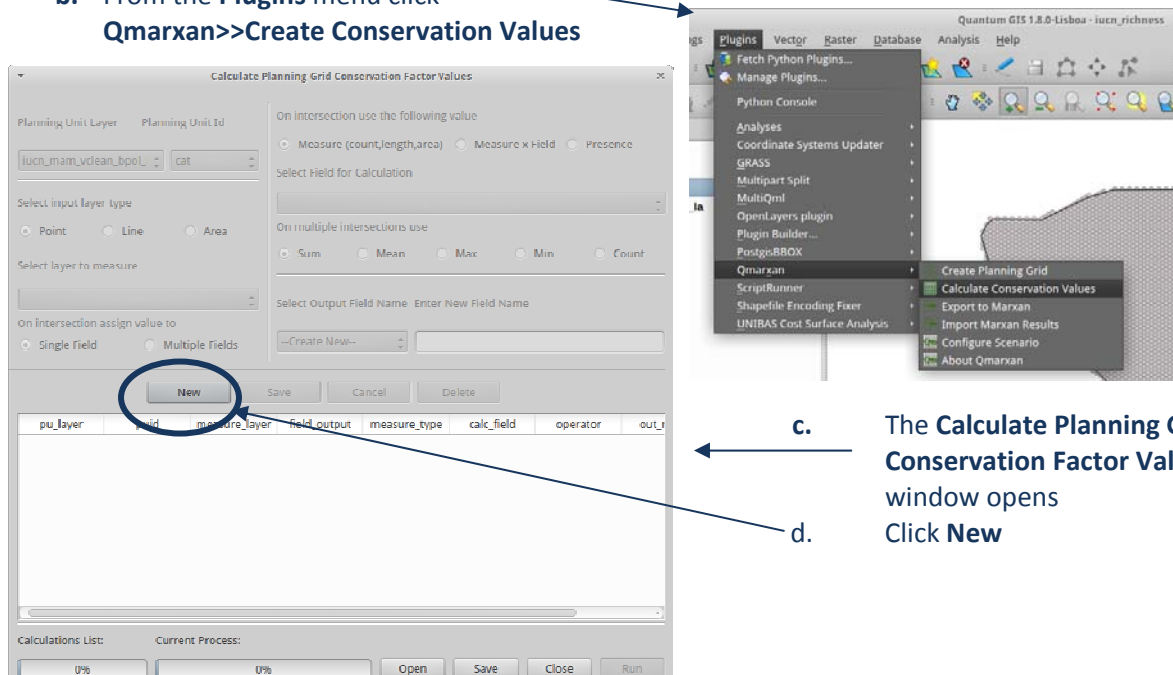 b. From the Plugins menu click
Qmarxan>>Create Conservation Values
Calculate Planning Grid Conservation Factor Values
Planning Unit Layer Planning Unit Id
iucn_mam_vclean_bpol_ cat
Select input layer type
Point Line Area
Select layer to measure
On intersection assign value to
Single Field Multiple Fields
On intersection use the following value
Measure (count,length,area) Measure x Field Presence
Select Field for Calculation
On multiple intersections use
Sum Mean Max Min Count
Select Output Field Name Enter New Field Name
--Create New--
New Save Cancel Delete
pu_layer puid measure_layer field_output measure_type calc_field operator out_
Calculations List: Current Process:
0% 0% Open Save Close Run
Quantum GIS 1.8.0-Lisboa - iucn_richness
gs Plugins Vector Raster Database Analysis Help
Fetch Python Plugins...
Manage Plugins...
Python Console
Analyses
Coordinate Systems Updater
GRASS
Multipart Split
MultiQml
OpenLayers plugin
Plugin Builder...
PostgisBBOX
Qmarxan
ScriptRunner
Shapefile Encoding Fixer
UNIBAS Cost Surface Analysis
_la
Create Planning Grid
Calculate Conservation Values
Export to Marxan
Import Marxan Results
Configure Scenario
About Qmarxan
c. The Calculate Planning
Conservation Factor Val
window opens
d. Click New